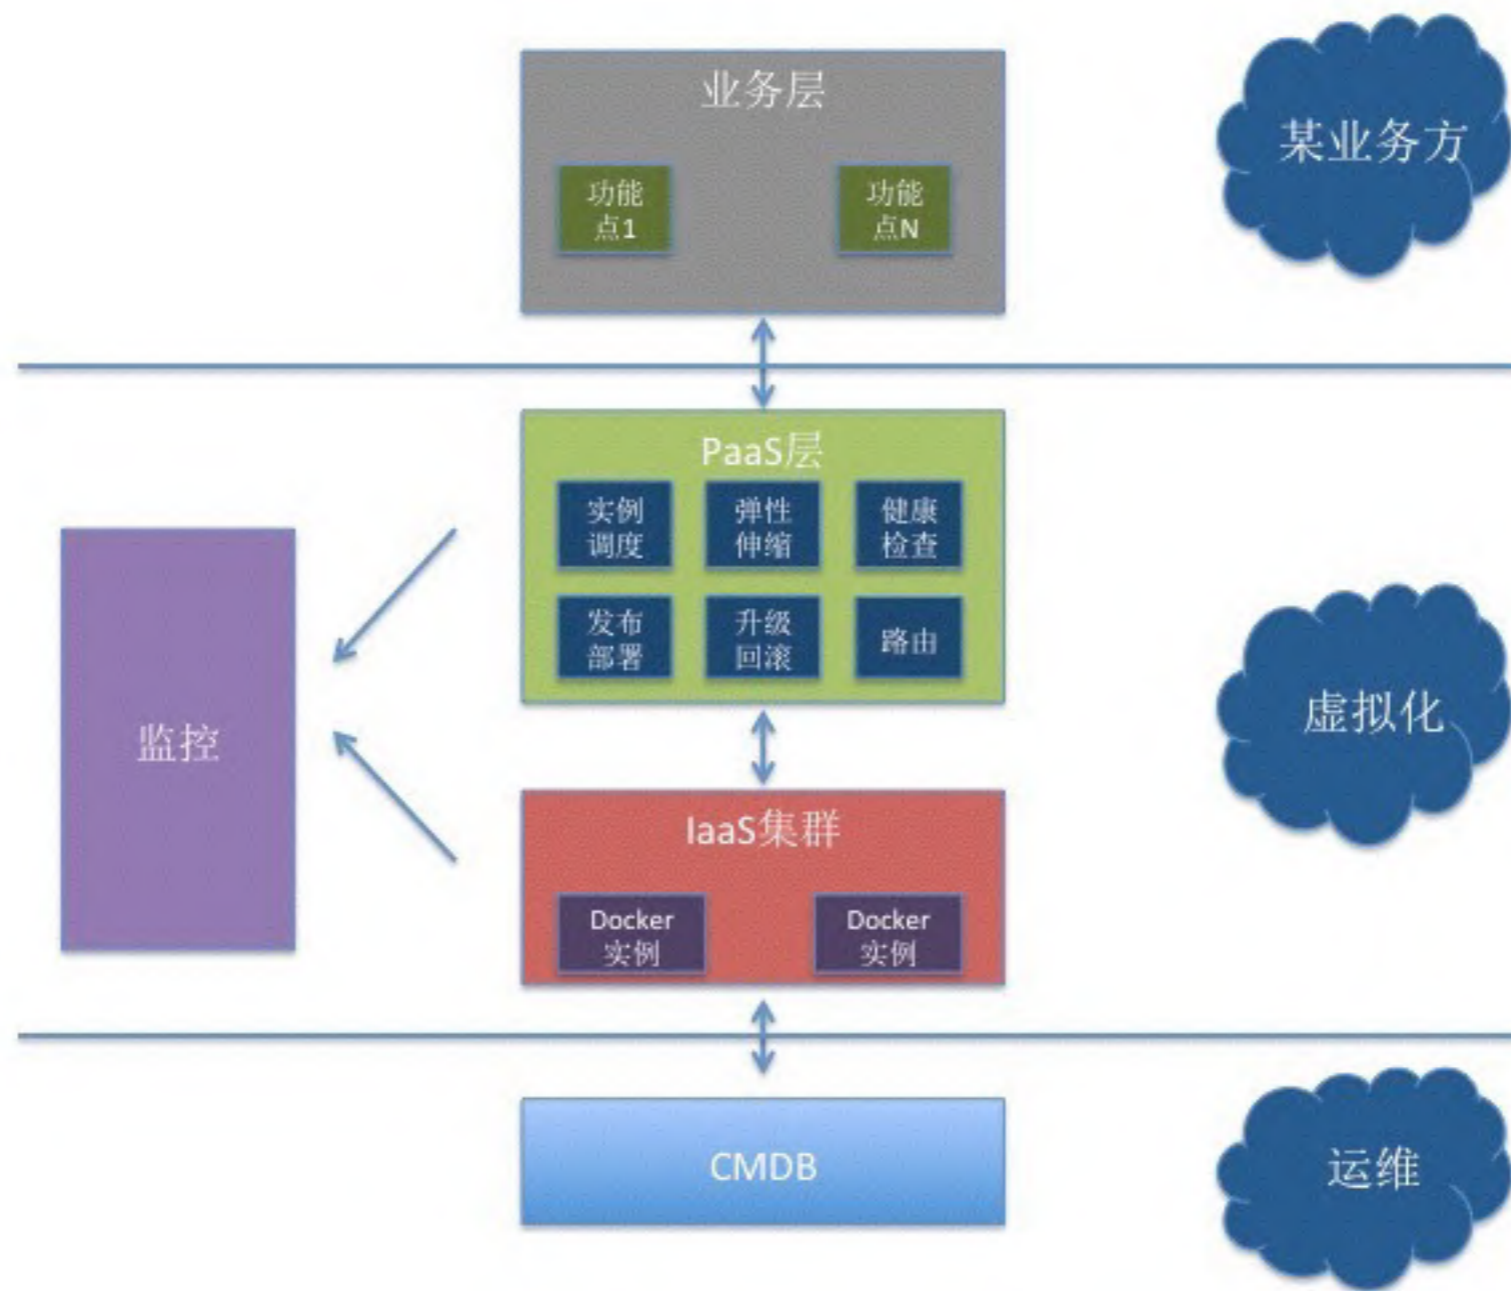 业务层
某业务方
功能
点1
功能
点N
PaaS层
实例
调度
弹性
伸缩
健康
检查
发布
部署
升级
回滚
路由
监控
虚拟化
IaaS集群
Docker
实例
Docker
实例
CMDB
运维